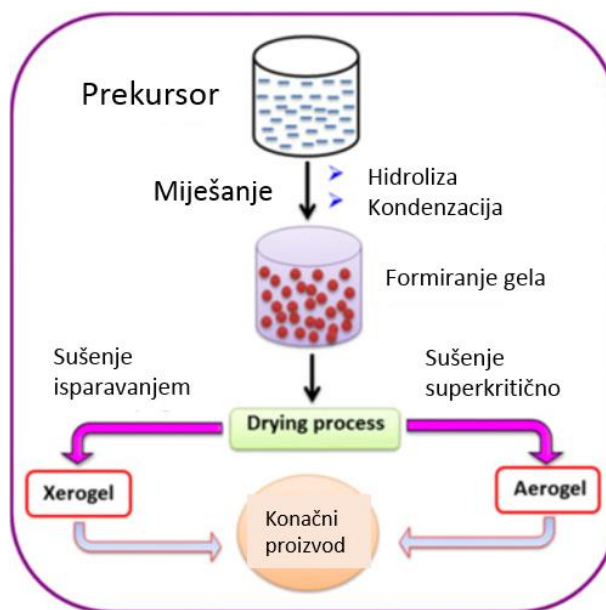 Prekursor
Miješanje
Hidroliza
Kondenzacija
Formiranje gela
Sušenje
isparavanjem
Sušenje
superkritično
Drying process
Xerogel
Aerogel
Konačni
proizvod